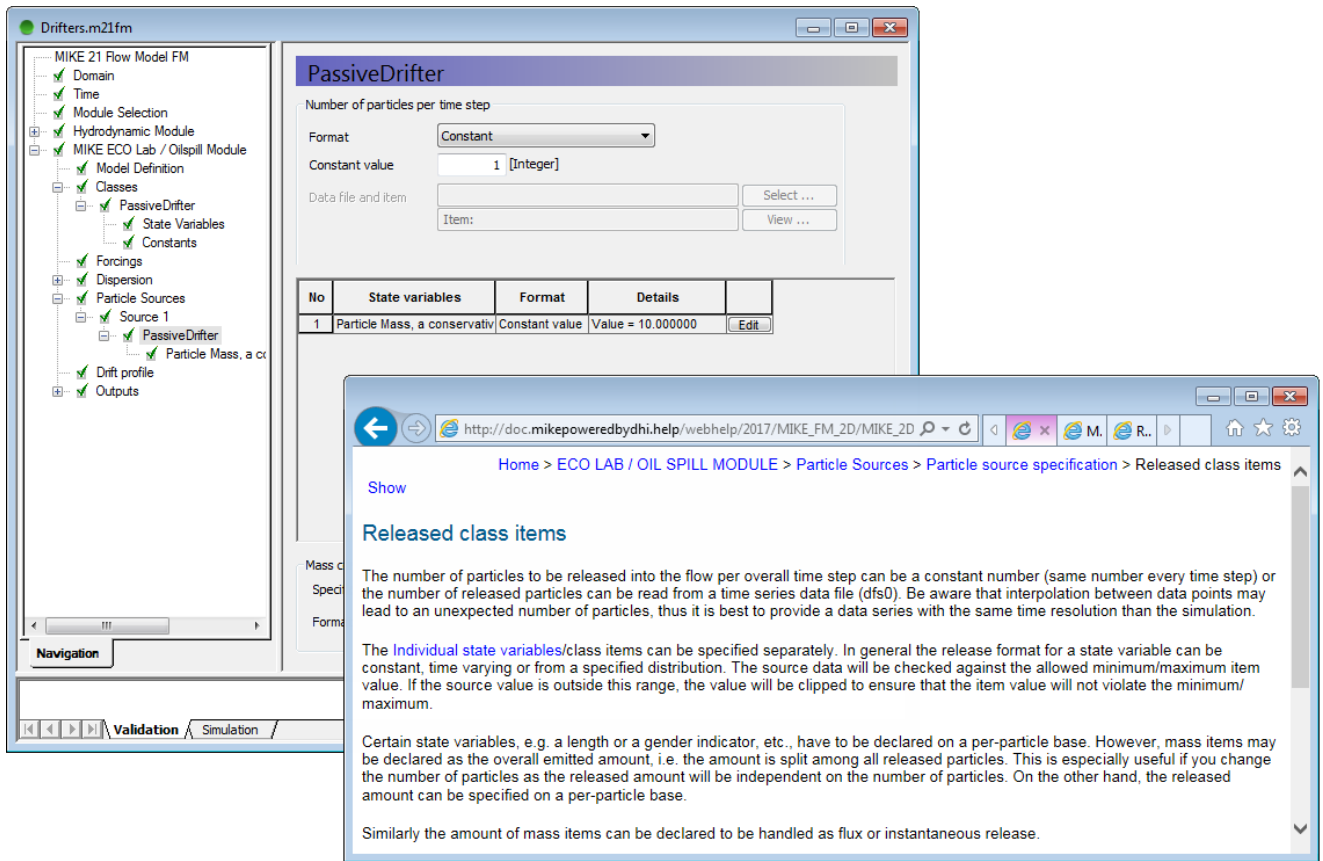 Drifters.m21fm
MIKE 21 Flow Model FM
Domain
Time
Module Selection
Hydrodynamic Module
MIKE ECO Lab / Oilspill Module
Model Definition
Classes
PassiveDrifter
State Variables
Constants
Forcings
Dispersion
Particle Sources
Source 1
PassiveDrifter
Particle Mass, a co
Drift profile
Outputs
Navigation
Validation Simulation
PassiveDrifter
Number of particles per time step
Format Constant
Constant value 1 [Integer]
Data file and item Select ...
Item: View ...
No State variables Format Details
1 Particle Mass, a conservativ Constant value Value = 10.000000 Edit
Mass c
Speci
Forma
http://doc.mikepoweredbydhi.help/webhelp/2017/MIKE_FM_2D/MIKE_2D M. R..
Home > ECO LAB / OIL SPILL MODULE > Particle Sources > Particle source specification > Released class items
Show
Released class items
The number of particles to be released into the flow per overall time step can be a constant number (same number every time step) or
the number of released particles can be read from a time series data file (dfs0). Be aware that interpolation between data points may
lead to an unexpected number of particles, thus it is best to provide a data series with the same time resolution than the simulation.
The Individual state variables/class items can be specified separately. In general the release format for a state variable can be
constant, time varying or from a specified distribution. The source data will be checked against the allowed minimum/maximum item
value. If the source value is outside this range, the value will be clipped to ensure that the item value will not violate the minimum/
maximum.
Certain state variables, e.g. a length or a gender indicator, etc., have to be declared on a per-particle base. However, mass items may
be declared as the overall emitted amount, i.e. the amount is split among all released particles. This is especially useful if you change
the number of particles as the released amount will be independent on the number of particles. On the other hand, the released
amount can be specified on a per-particle base.
Similarly the amount of mass items can be declared to be handled as flux or instantaneous release.